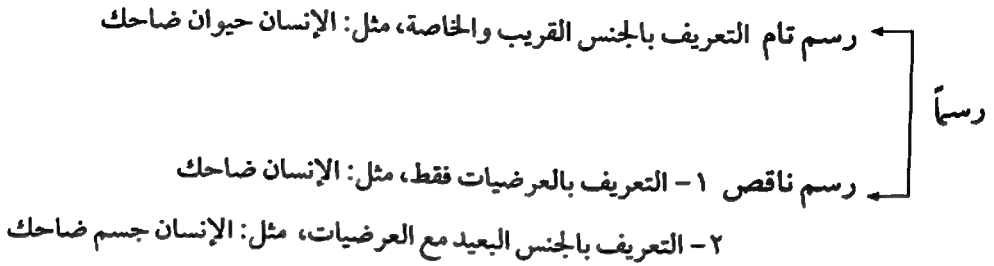 رسم تام التعريف بالجنس القريب والخاصة، مثل: الإنسان حيوان ضاحك
رسماً
رسم ناقص ١- التعريف بالعرضيات فقط، مثل: الإنسان ضاحك
٢- التعريف بالجنس البعيد مع العرضيات، مثل: الإنسان جسم ضاحك